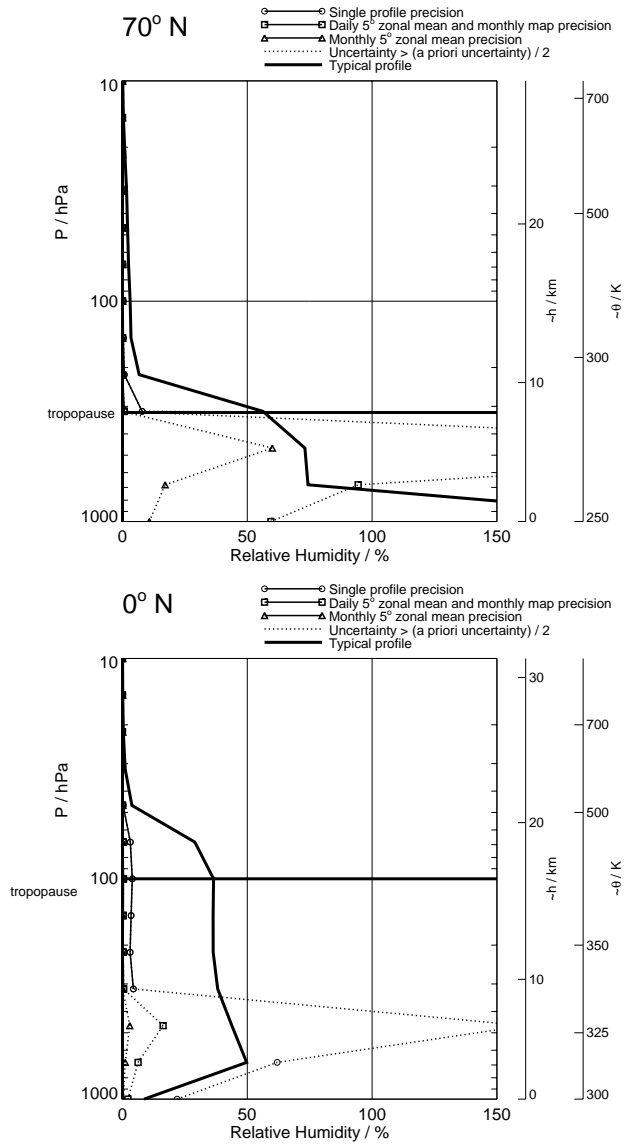 70° N
Single profile precision
Daily 5° zonal mean and monthly map precision
Monthly 5° zonal mean precision
Uncertainty > (a priori uncertainty) / 2
Typical profile
10
100
tropopause
1000
P / hPa
0 50 100 150
Relative Humidity / %
20
10
0
~h / km
700
500
300
250
~θ / K
0° N
Single profile precision
Daily 5° zonal mean and monthly map precision
Monthly 5° zonal mean precision
Uncertainty > (a priori uncertainty) / 2
Typical profile
10
100
tropopause
1000
P / hPa
0 50 100 150
Relative Humidity / %
30
20
10
0
~h / km
700
500
350
325
300
~θ / K